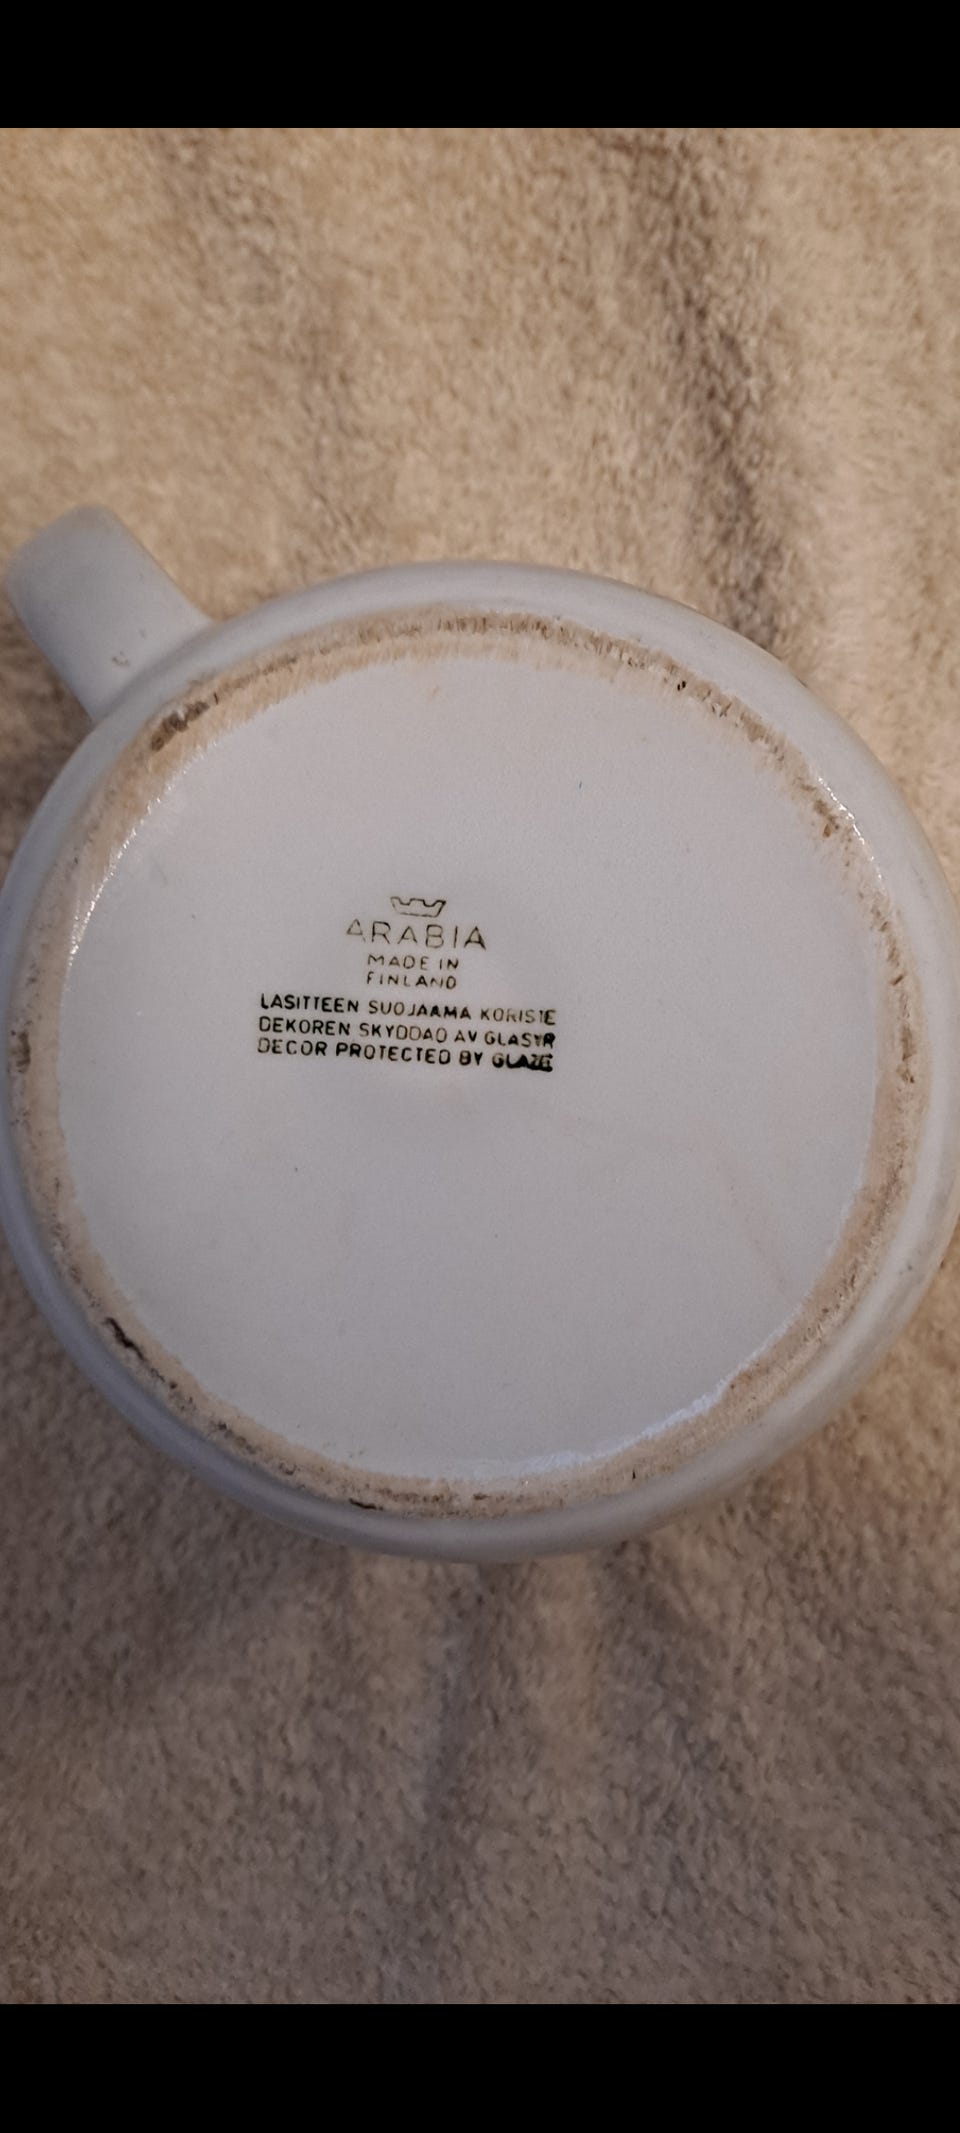 ARABIA
MADE IN
FINLAND
LASITTEEN SUOJAAMA KORISTE
DEKOREN SKYDDAD AV GLASYR
DECOR PROTECTED BY GLAZE